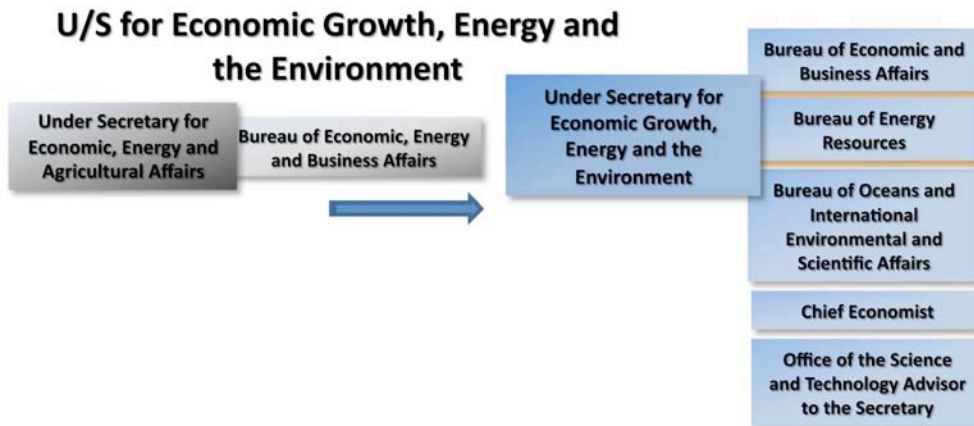 U/S for Economic Growth, Energy and
the Environment
Under Secretary for
Economic, Energy and
Agricultural Affairs
Bureau of Economic, Energy
and Business Affairs
Under Secretary for
Economic Growth,
Energy and the
Environment
Bureau of Economic and
Business Affairs
Bureau of Energy
Resources
Bureau of Oceans and
International
Environmental and
Scientific Affairs
Chief Economist
Office of the Science
and Technology Advisor
to the Secretary